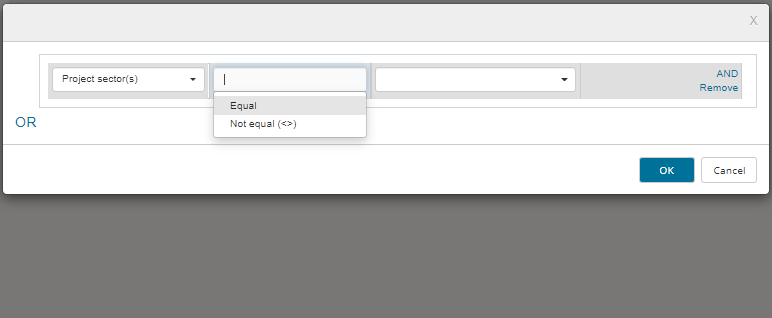 X
Project sector(s)
AND
Remove
Equal
Not equal (<>)
OR
OK
Cancel